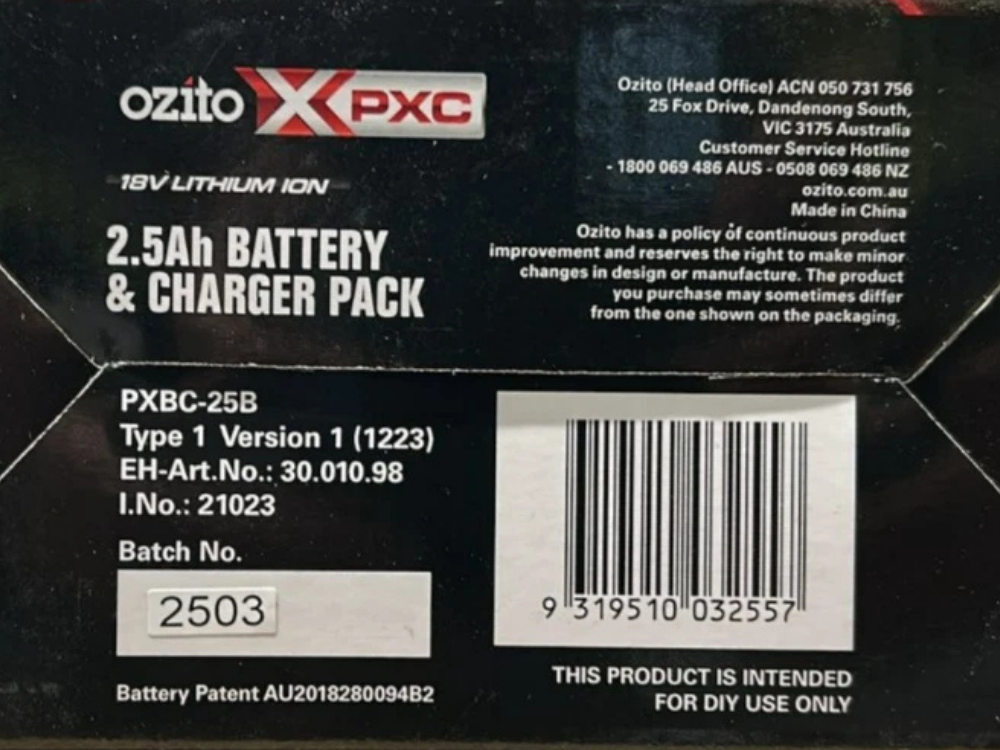 ozito X PXC
18V LITHIUM ION
2.5Ah BATTERY
& CHARGER PACK
Ozito (Head Office) ACN 050 731 756
25 Fox Drive, Dandenong South,
VIC 3175 Australia
Customer Service Hotline
- 1800 069 486 AUS - 0508 069 486 NZ
ozito.com.au
Made in China
Ozito has a policy of continuous product
improvement and reserves the right to make minor
changes in design or manufacture. The product
you purchase may sometimes differ
from the one shown on the packaging.
PXBC-25B
Type 1 Version 1 (1223)
EH-Art.No.: 30.010.98
I.No.: 21023
Batch No.
2503
Battery Patent AU2018280094B2
9 319510 032557
THIS PRODUCT IS INTENDED
FOR DIY USE ONLY